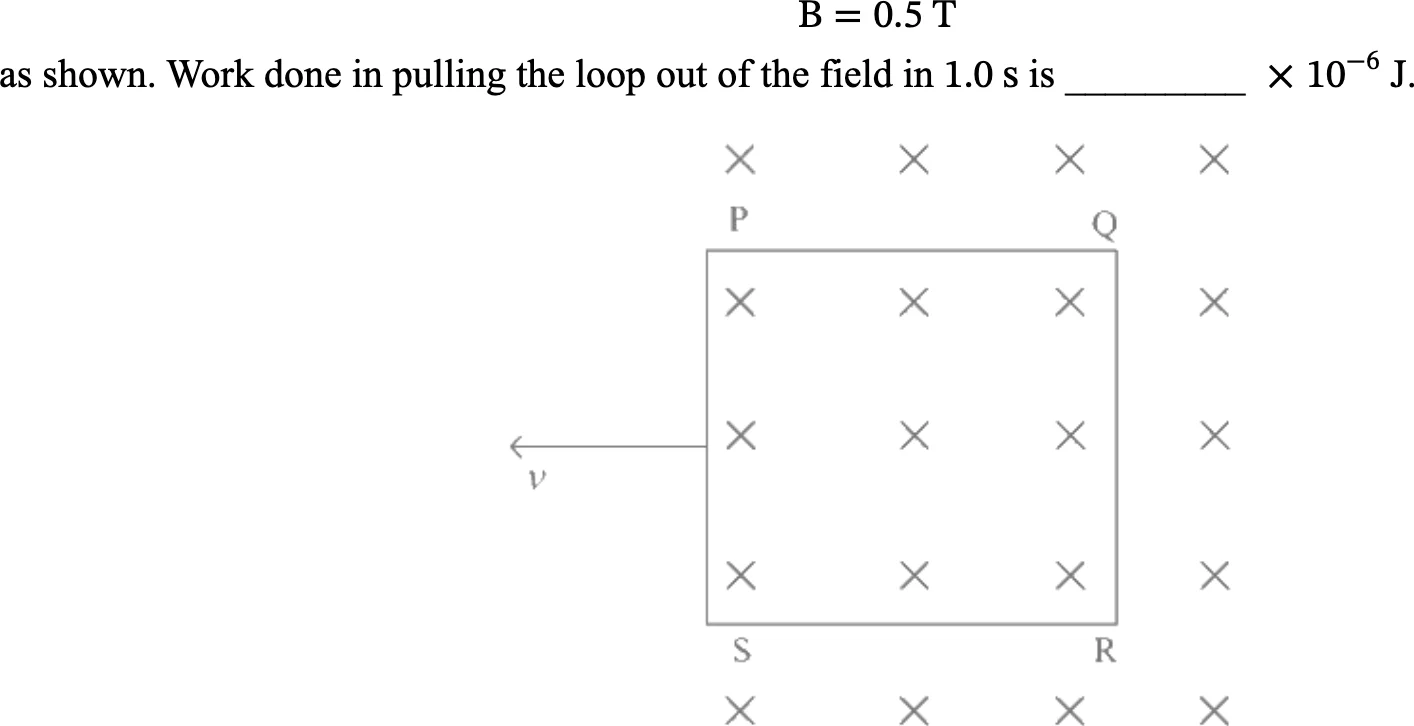 B = 0.5 T
as shown. Work done in pulling the loop out of the field in 1.0 s is _________ × 10⁻⁶ J.
P
Q
v
S
R